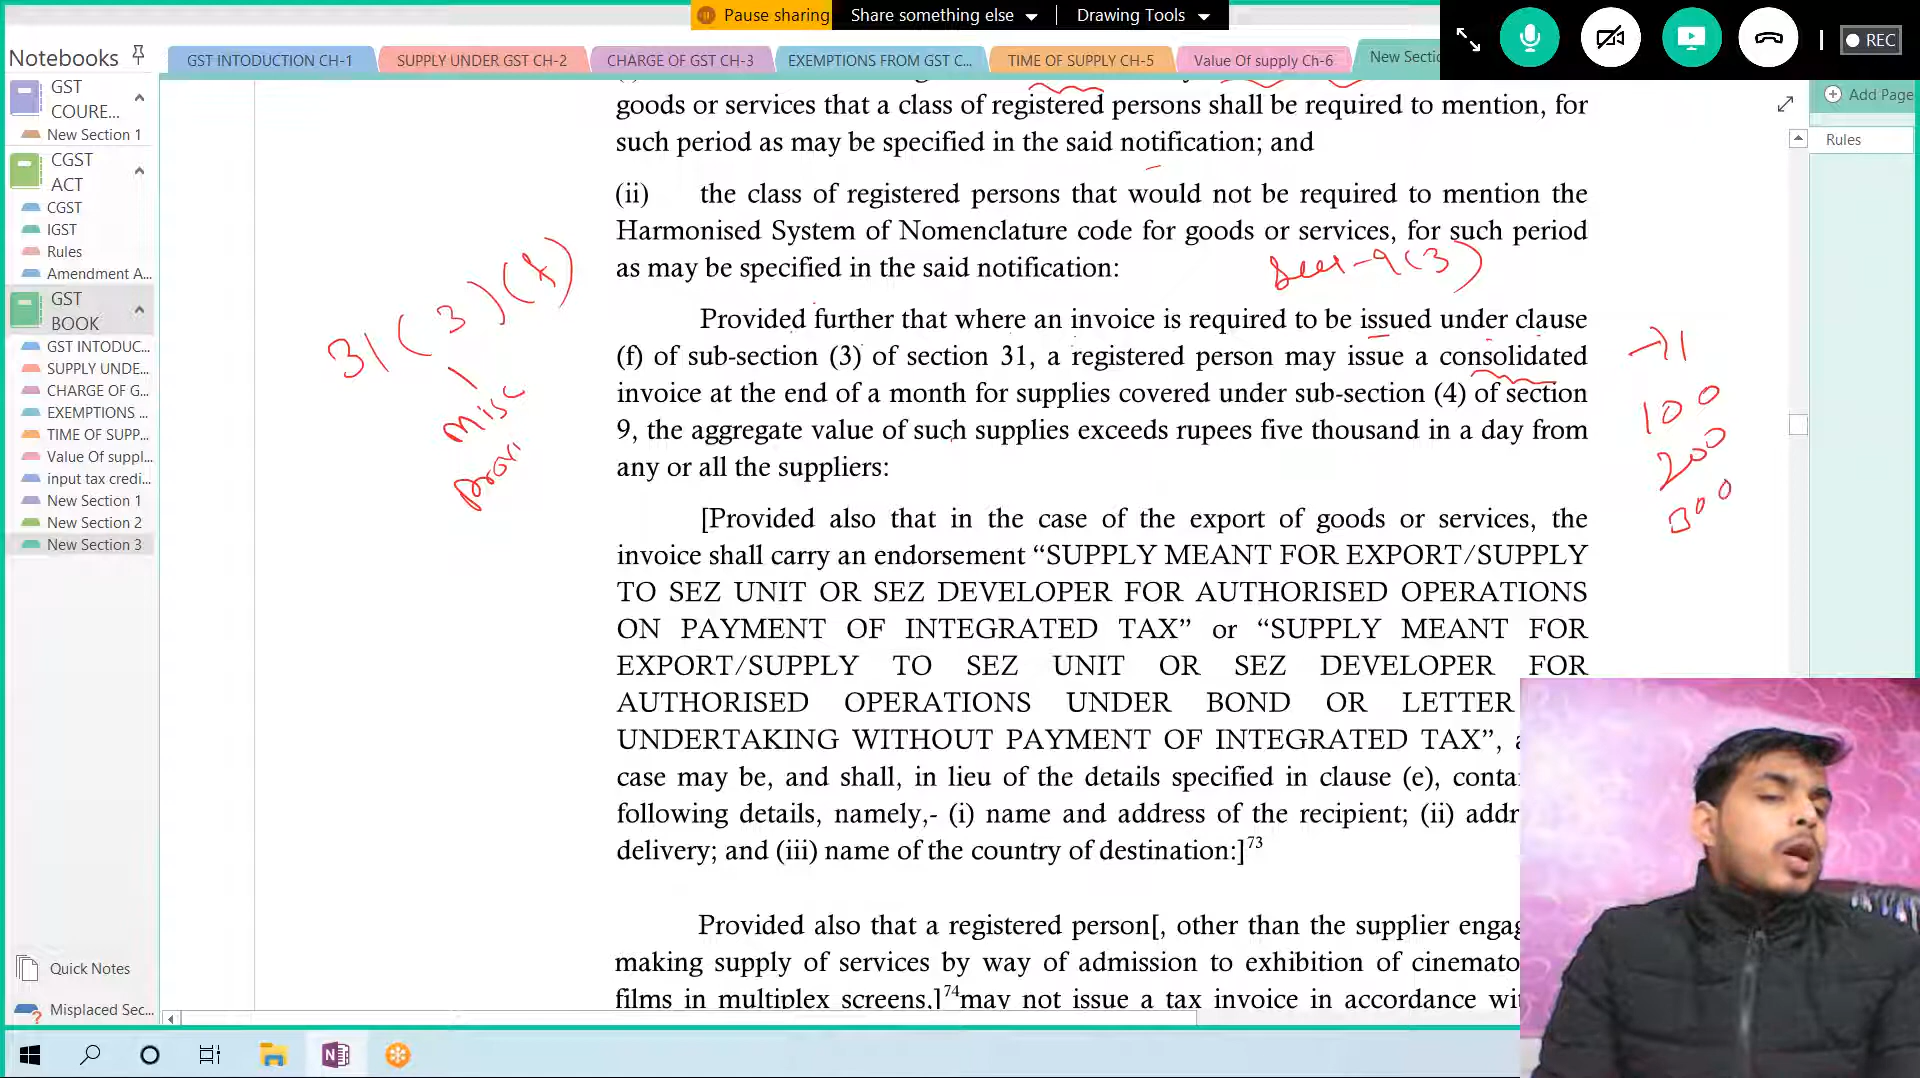 Pause sharing
Share something else
Drawing Tools
REC
Notebooks
GST INTODUCTION CH-1
SUPPLY UNDER GST CH-2
CHARGE OF GST CH-3
EXEMPTIONS FROM GST C...
TIME OF SUPPLY CH-5
Value Of supply Ch-6
New Sectio
Add Page
Rules
GST
COURE...
New Section 1
CGST
ACT
CGST
IGST
Rules
Amendment A...
GST
BOOK
GST INTODUC...
SUPPLY UNDE...
CHARGE OF G...
EXEMPTIONS ...
TIME OF SUPP...
Value Of suppl...
input tax credi...
New Section 1
New Section 2
New Section 3
Quick Notes
Misplaced Sec...
goods or services that a class of registered persons shall be required to mention, for
such period as may be specified in the said notification; and
(ii) the class of registered persons that would not be required to mention the
Harmonised System of Nomenclature code for goods or services, for such period
as may be specified in the said notification:
9(3)
Provided further that where an invoice is required to be issued under clause
(f) of sub-section (3) of section 31, a registered person may issue a consolidated
invoice at the end of a month for supplies covered under sub-section (4) of section
9, the aggregate value of such supplies exceeds rupees five thousand in a day from
any or all the suppliers:
[Provided also that in the case of the export of goods or services, the
invoice shall carry an endorsement “SUPPLY MEANT FOR EXPORT/SUPPLY
TO SEZ UNIT OR SEZ DEVELOPER FOR AUTHORISED OPERATIONS
ON PAYMENT OF INTEGRATED TAX” or “SUPPLY MEANT FOR
EXPORT/SUPPLY TO SEZ UNIT OR SEZ DEVELOPER FOR
AUTHORISED OPERATIONS UNDER BOND OR LETTER
UNDERTAKING WITHOUT PAYMENT OF INTEGRATED TAX”, a
case may be, and shall, in lieu of the details specified in clause (e), conta
following details, namely,- (i) name and address of the recipient; (ii) addr
delivery; and (iii) name of the country of destination:]73
Provided also that a registered person[, other than the supplier engag
making supply of services by way of admission to exhibition of cinemato
films in multiplex screens,]74may not issue a tax invoice in accordance wi
31(3)(f)
Misc
Provi
100
200
300